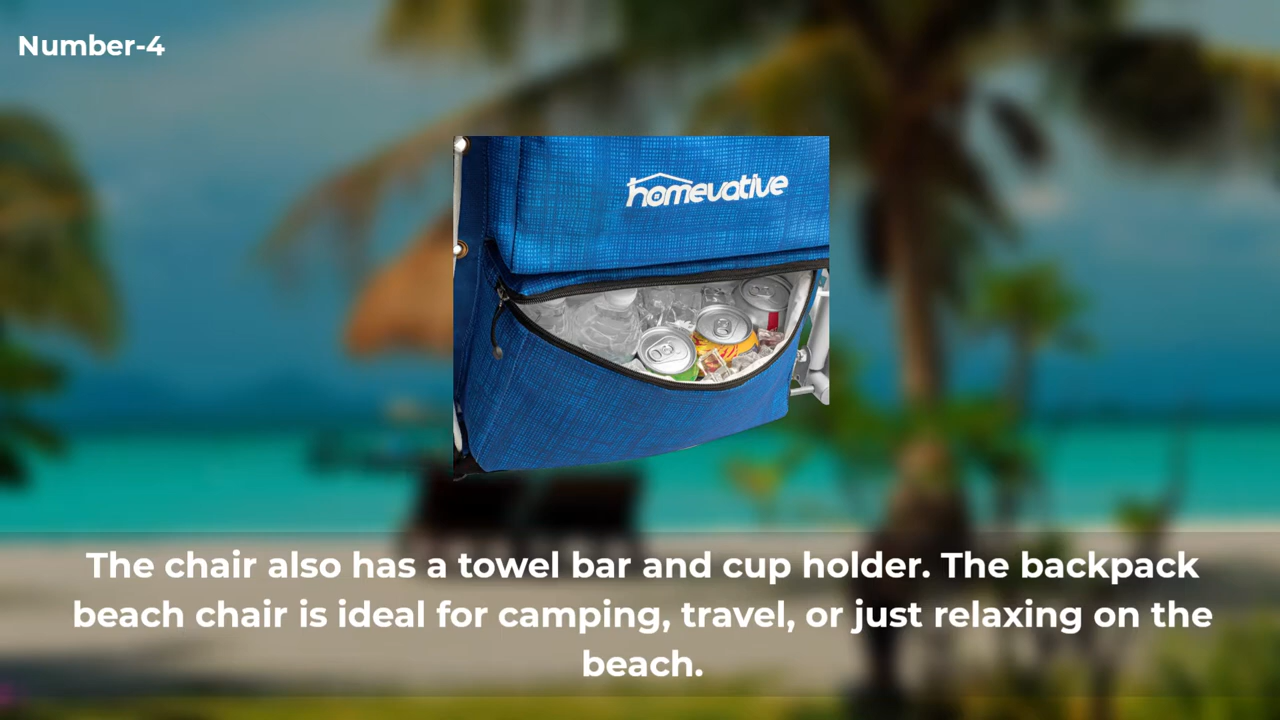 Number-4
homevative
The chair also has a towel bar and cup holder. The backpack
beach chair is ideal for camping, travel, or just relaxing on the
beach.